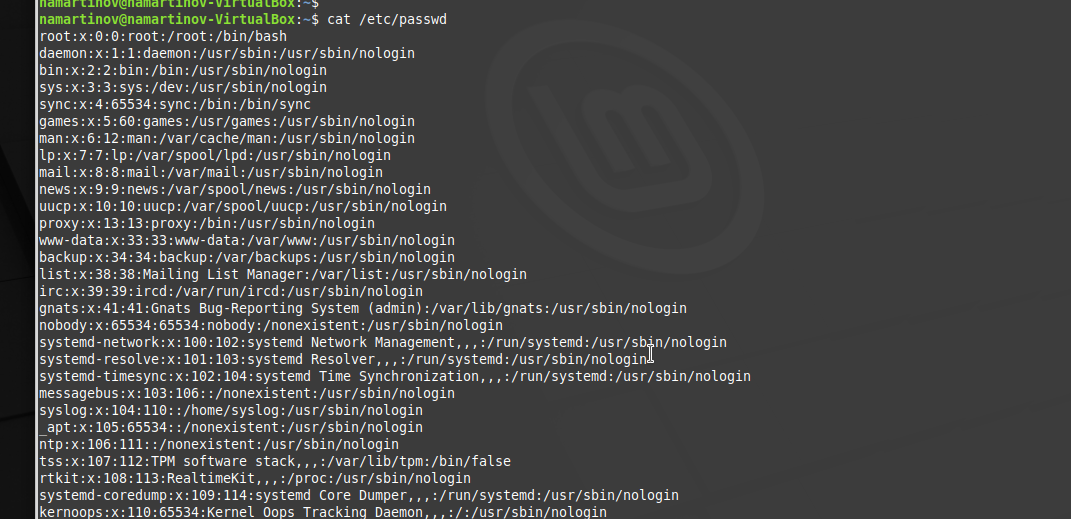 namartinov@namartinov-VirtualBox:~$
namartinov@namartinov-VirtualBox:~$ cat /etc/passwd
root:x:0:0:root:/root:/bin/bash
daemon:x:1:1:daemon:/usr/sbin:/usr/sbin/nologin
bin:x:2:2:bin:/bin:/usr/sbin/nologin
sys:x:3:3:sys:/dev:/usr/sbin/nologin
sync:x:4:65534:sync:/bin:/bin/sync
games:x:5:60:games:/usr/games:/usr/sbin/nologin
man:x:6:12:man:/var/cache/man:/usr/sbin/nologin
lp:x:7:7:lp:/var/spool/lpd:/usr/sbin/nologin
mail:x:8:8:mail:/var/mail:/usr/sbin/nologin
news:x:9:9:news:/var/spool/news:/usr/sbin/nologin
uucp:x:10:10:uucp:/var/spool/uucp:/usr/sbin/nologin
proxy:x:13:13:proxy:/bin:/usr/sbin/nologin
www-data:x:33:33:www-data:/var/www:/usr/sbin/nologin
backup:x:34:34:backup:/var/backups:/usr/sbin/nologin
list:x:38:38:Mailing List Manager:/var/list:/usr/sbin/nologin
irc:x:39:39:ircd:/var/run/ircd:/usr/sbin/nologin
gnats:x:41:41:Gnats Bug-Reporting System (admin):/var/lib/gnats:/usr/sbin/nologin
nobody:x:65534:65534:nobody:/nonexistent:/usr/sbin/nologin
systemd-network:x:100:102:systemd Network Management,,,:/run/systemd:/usr/sbin/nologin
systemd-resolve:x:101:103:systemd Resolver,,,:/run/systemd:/usr/sbin/nologin
systemd-timesync:x:102:104:systemd Time Synchronization,,,:/run/systemd:/usr/sbin/nologin
messagebus:x:103:106::/nonexistent:/usr/sbin/nologin
syslog:x:104:110::/home/syslog:/usr/sbin/nologin
_apt:x:105:65534::/nonexistent:/usr/sbin/nologin
ntp:x:106:111::/nonexistent:/usr/sbin/nologin
tss:x:107:112:TPM software stack,,,:/var/lib/tpm:/bin/false
rtkit:x:108:113:RealtimeKit,,,:/proc:/usr/sbin/nologin
systemd-coredump:x:109:114:systemd Core Dumper,,,:/run/systemd:/usr/sbin/nologin
kernoops:x:110:65534:Kernel Oops Tracking Daemon,,,:/:/usr/sbin/nologin